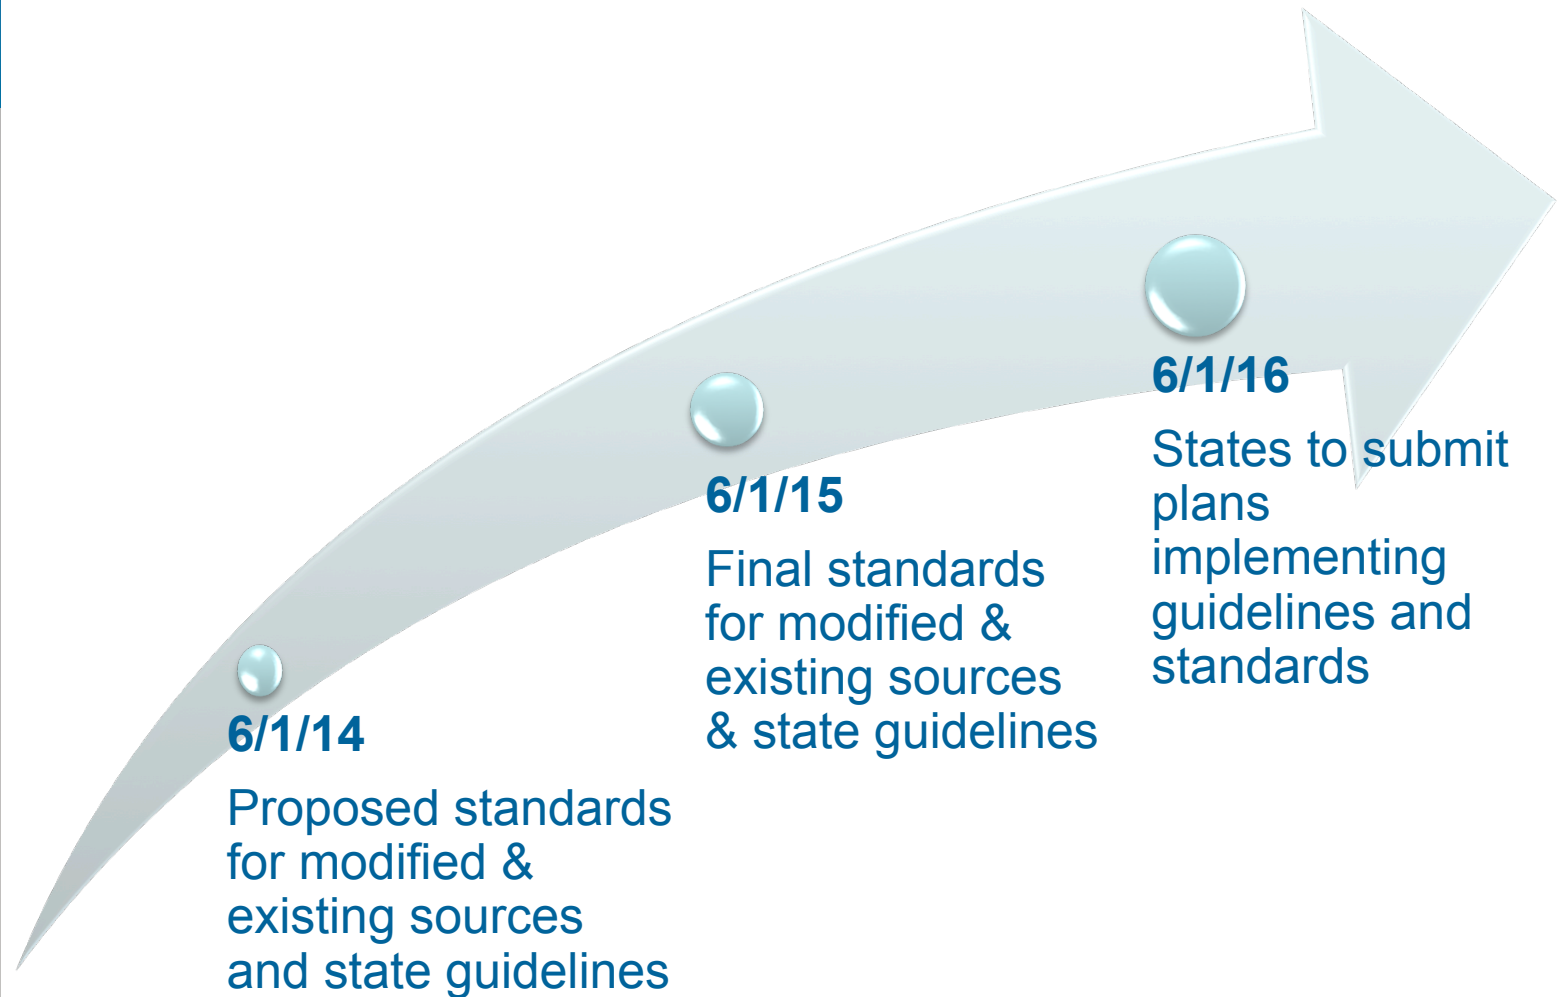 6/1/14
Proposed standards
for modified &
existing sources
and state guidelines
6/1/15
Final standards
for modified &
existing sources
& state guidelines
6/1/16
States to submit
plans
implementing
guidelines and
standards